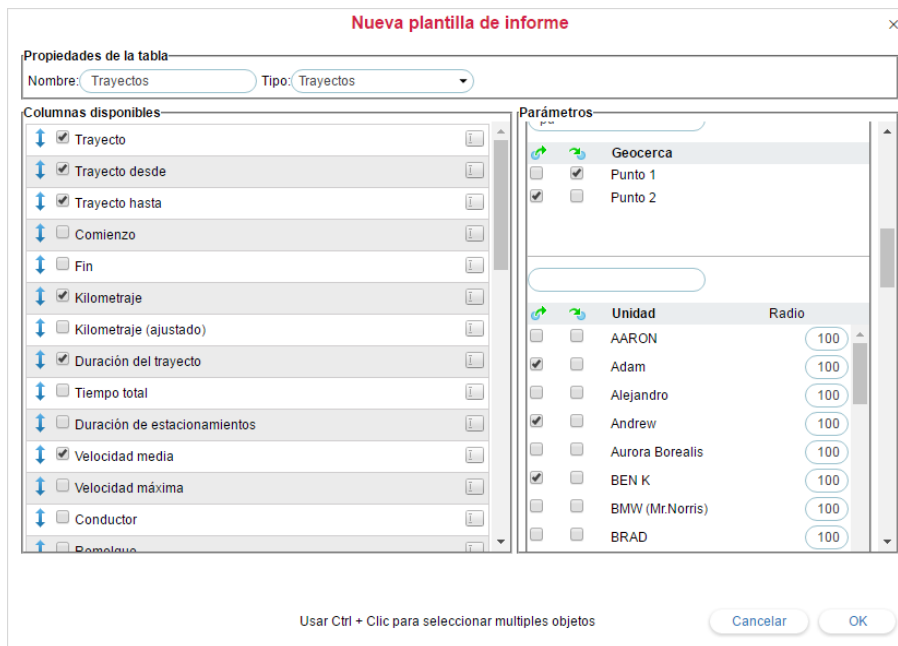 Nueva plantilla de informe
Propiedades de la tabla
Nombre: Trayectos Tipo: Trayectos
Columnas disponibles
Trayecto
Trayecto desde
Trayecto hasta
Comienzo
Fin
Kilometraje
Kilometraje (ajustado)
Duración del trayecto
Tiempo total
Duración de estacionamientos
Velocidad media
Velocidad máxima
Conductor
Remolque
Parámetros
pu
Geocerca
Punto 1
Punto 2
Unidad Radio
AARON 100
Adam 100
Alejandro 100
Andrew 100
Aurora Borealis 100
BEN K 100
BMW (Mr.Norris) 100
BRAD 100
Usar Ctrl + Clic para seleccionar multiples objetos
Cancelar OK